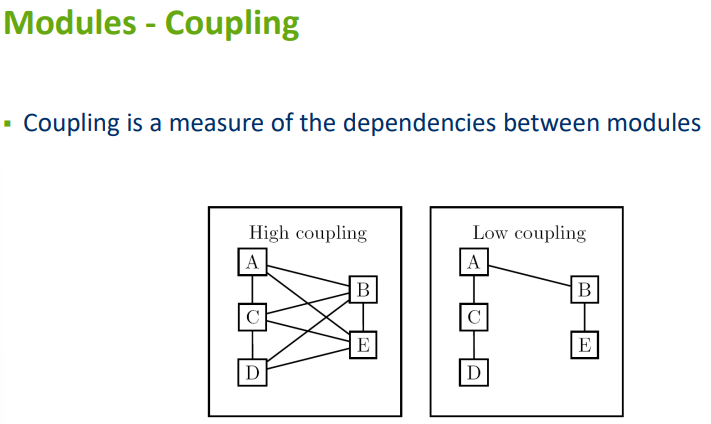 Modules - Coupling
▪ Coupling is a measure of the dependencies between modules
High coupling
A
B
C
E
D
Low coupling
A
B
C
E
D